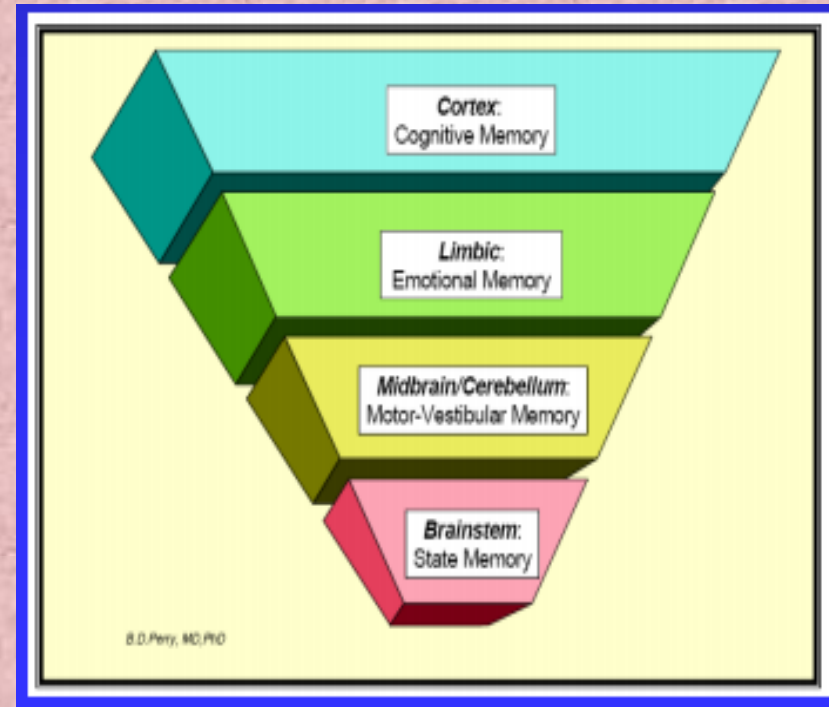 Cortex:
Cognitive Memory
Limbic:
Emotional Memory
Midbrain/Cerebellum:
Motor-Vestibular Memory
Brainstem:
State Memory
B.D.Perry, MD,PhD